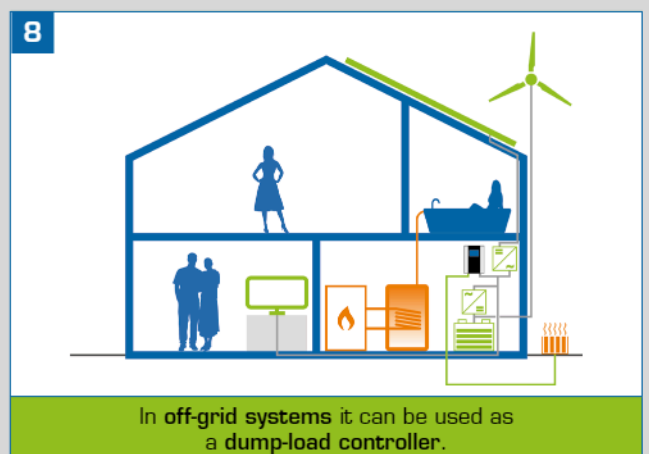 8
In off-grid systems it can be used as
a dump-load controller.